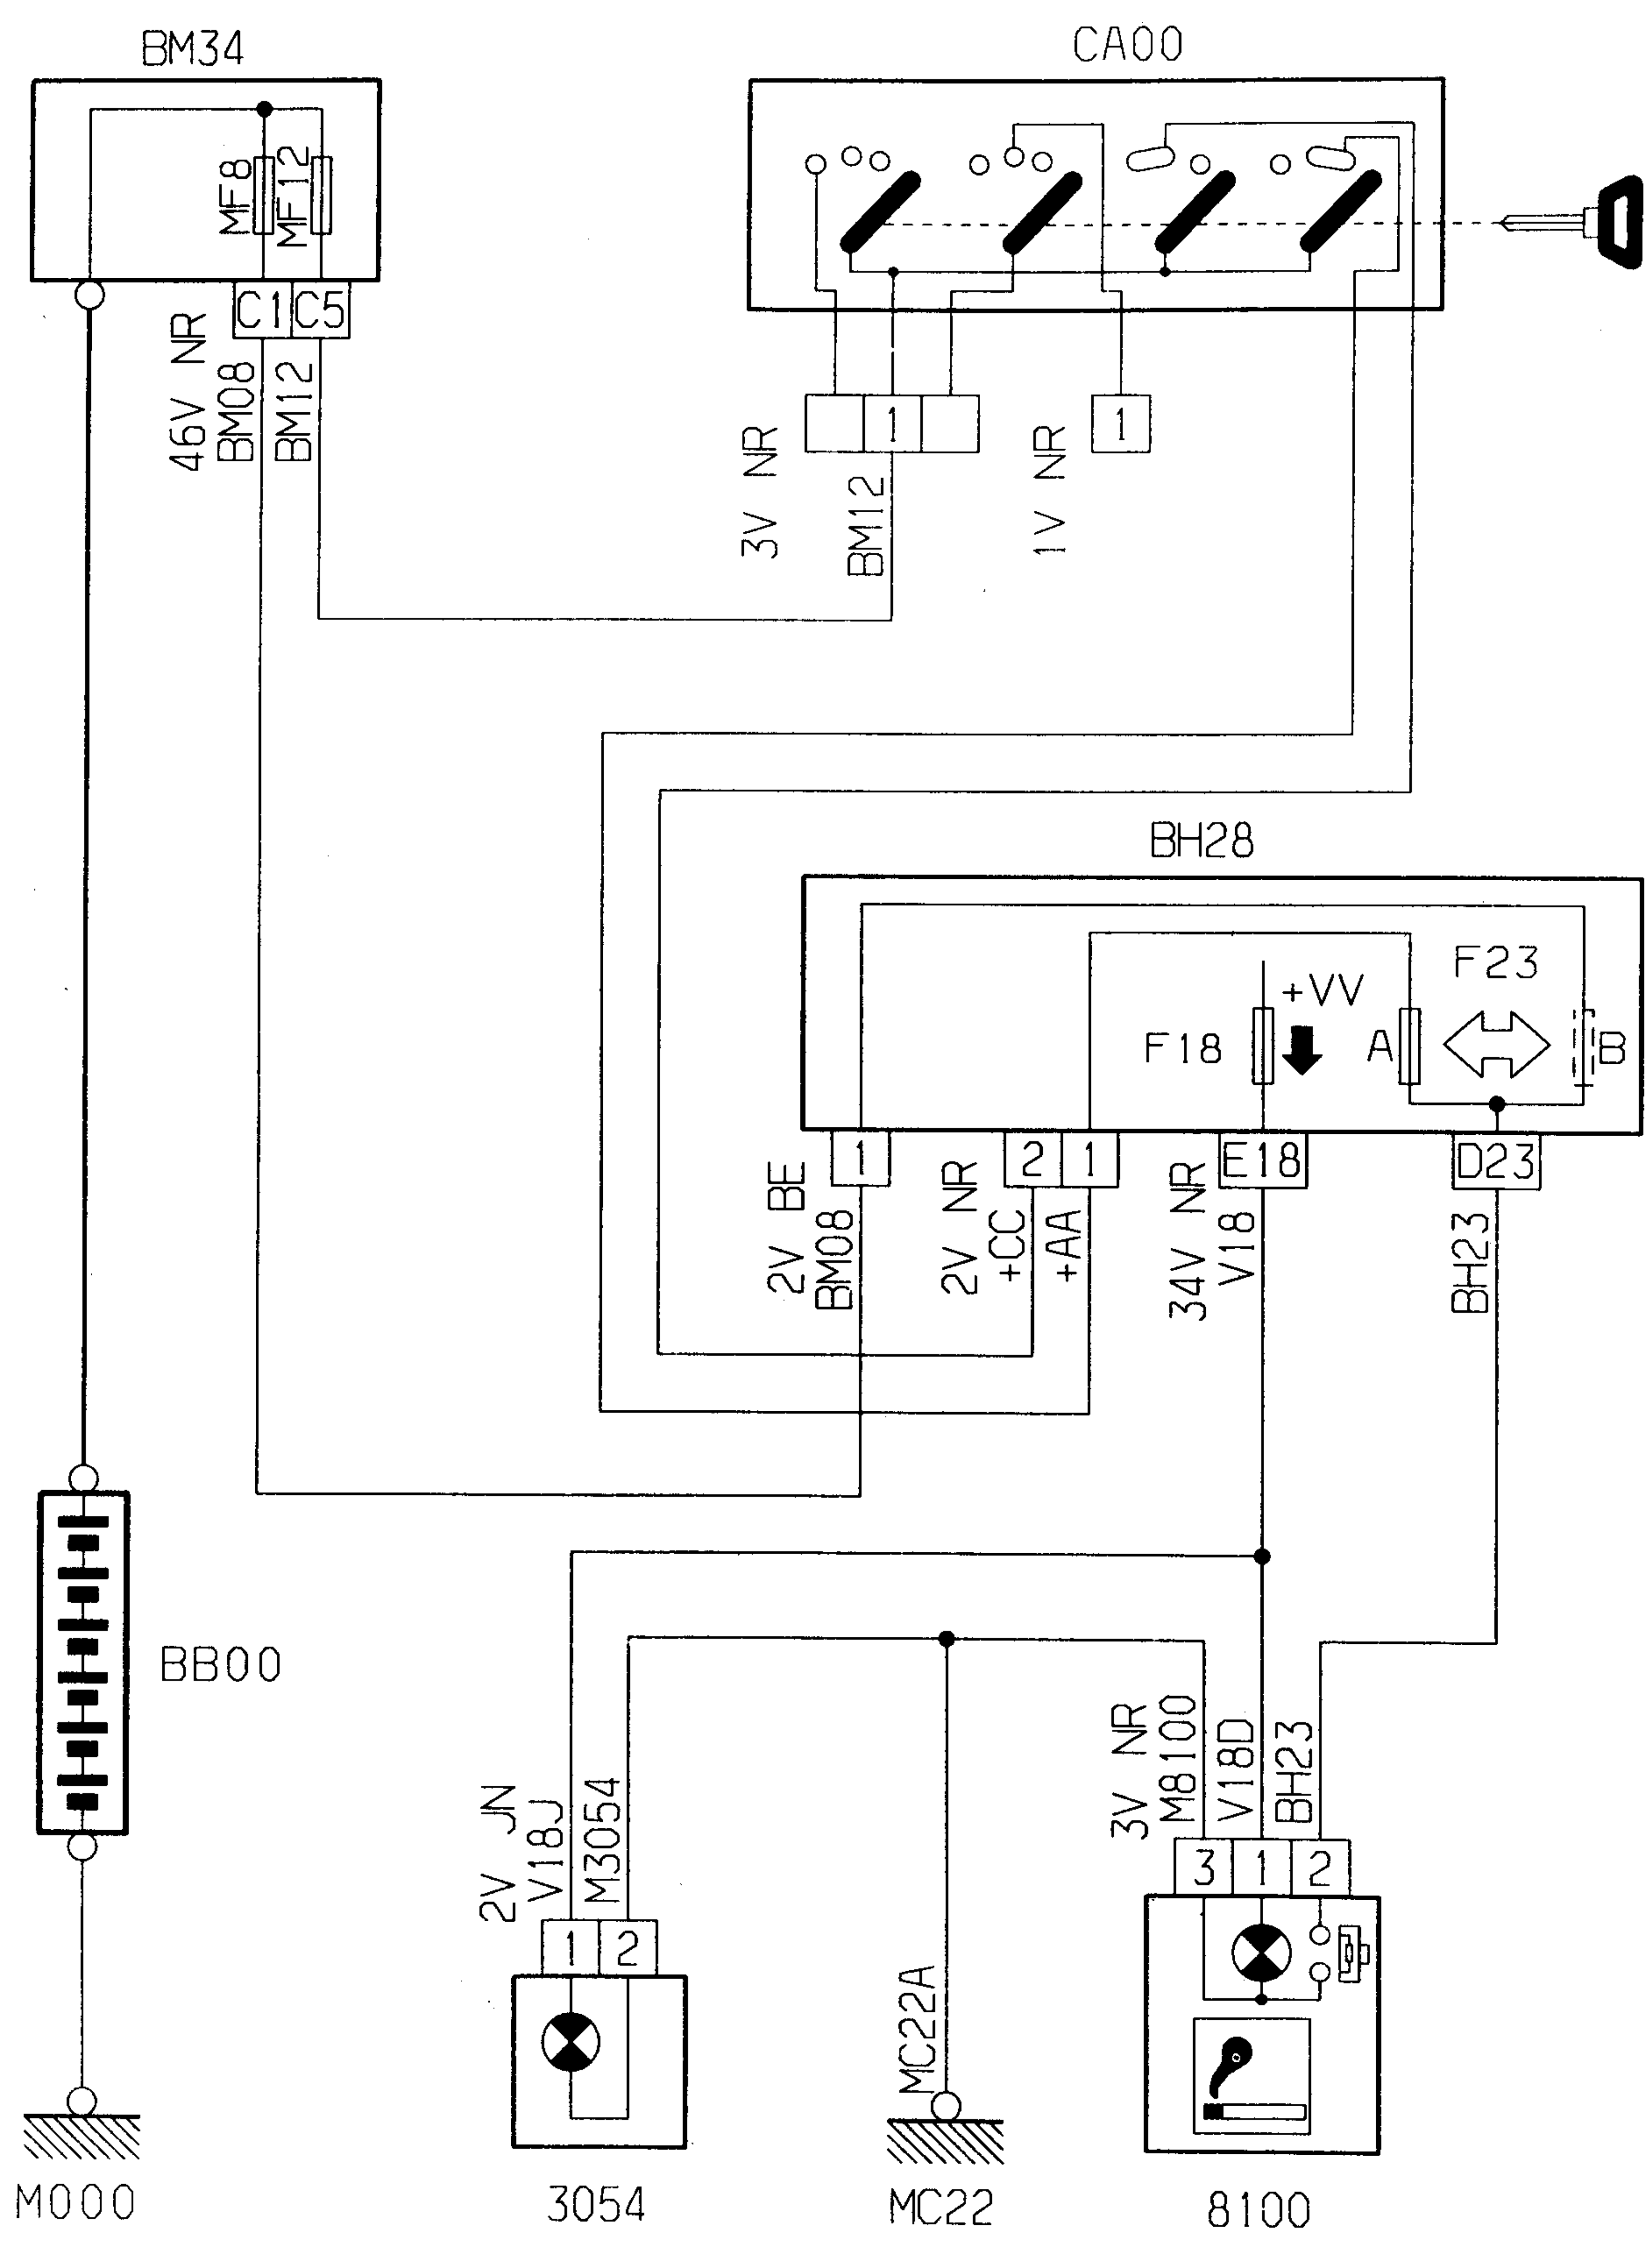 BM34
CA00
MF8
MF12
C1 C5
46V NR
BM08
BM12
3V NR
1
BM12
1V NR
1
BH28
F23
+VV
F18
A
B
1
2 1
E18
D23
2V BE
BM08
2V NR
+CC
+AA
34V NR
V18
BH23
BB00
3V NR
M8100
V18D
BH23
2V JN
V18J
M3054
3 1 2
1 2
MC22A
M000
3054
MC22
8100